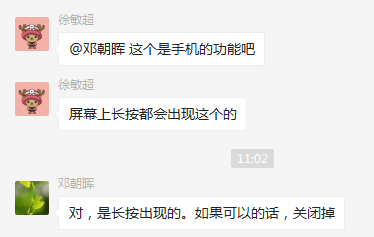 徐敏超
@邓朝晖 这个是手机的功能吧
徐敏超
屏幕上长按都会出现这个的
11:02
邓朝晖
对，是长按出现的。如果可以的话，关闭掉